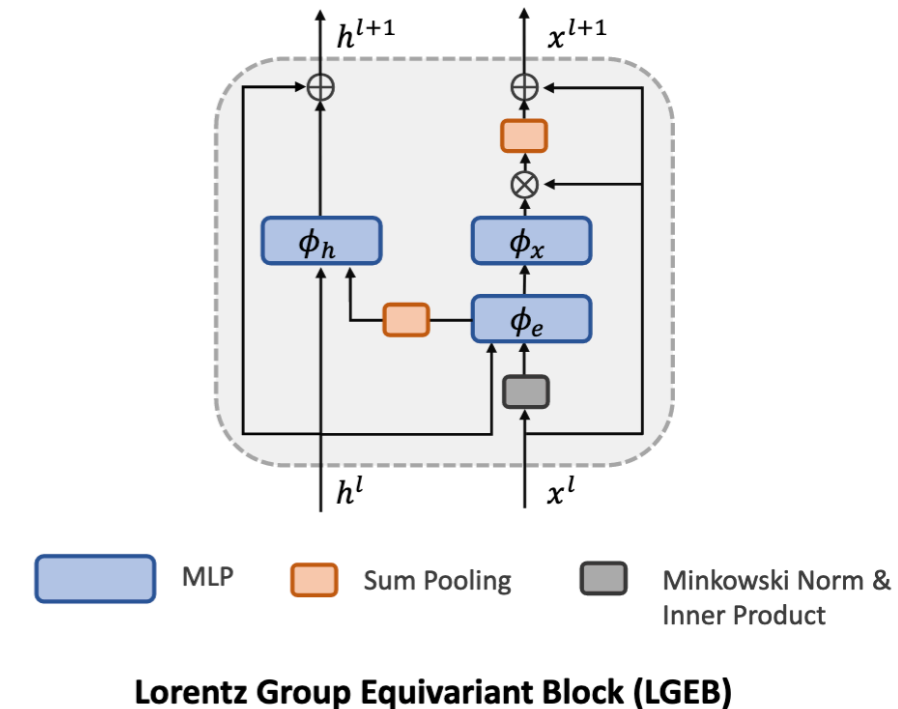 h^{l+1} x^{l+1}
ϕ_h ϕ_x
ϕ_e
h^l x^l
MLP Sum Pooling Minkowski Norm &
Inner Product
Lorentz Group Equivariant Block (LGEB)